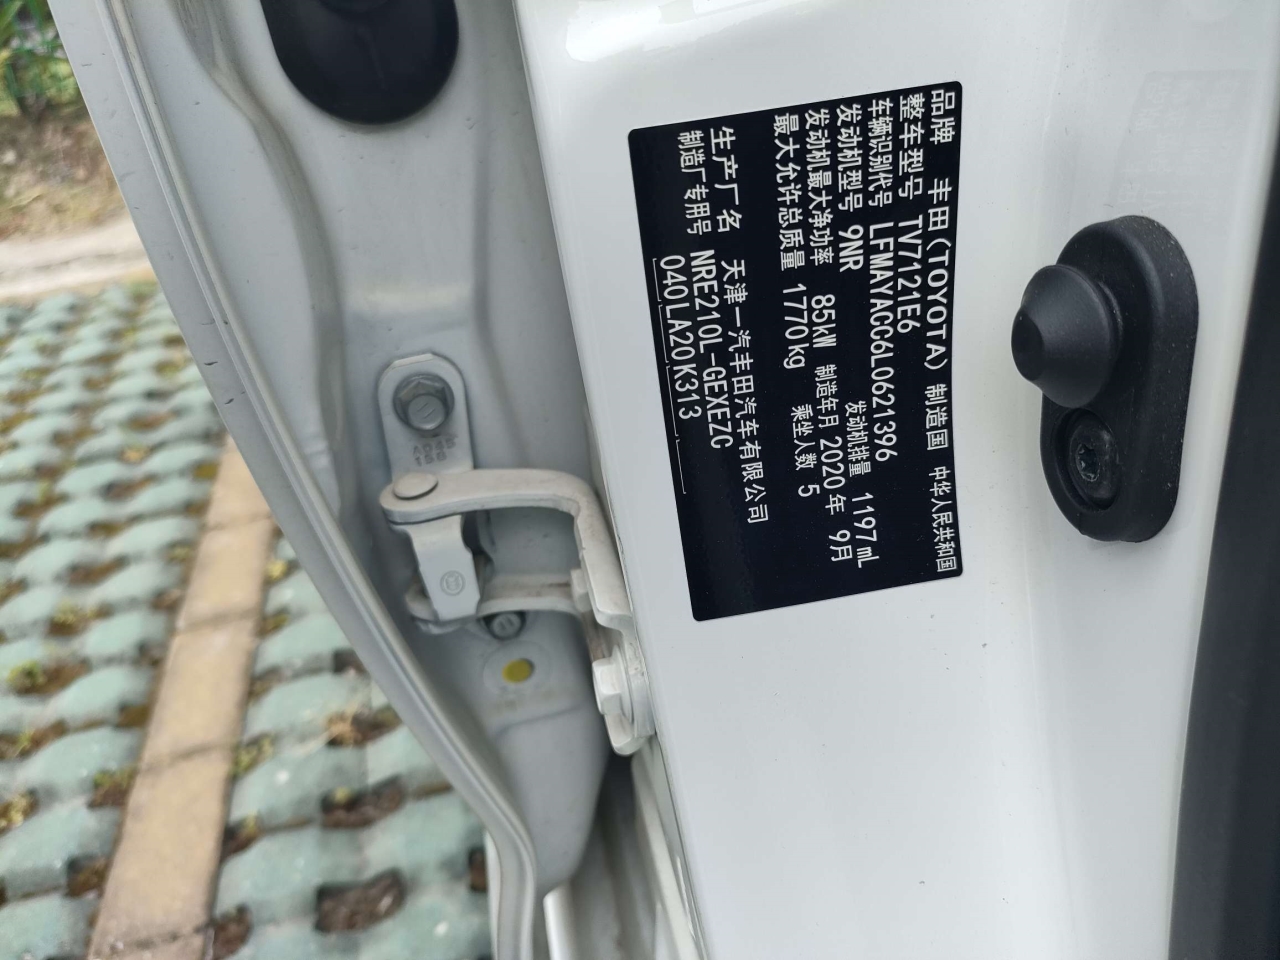 品牌 丰田(TOYOTA) 制造国 中华人民共和国
整车型号 TV7121E6
车辆识别代号 LFMAYACC6L0621396
发动机型号 9NR 发动机排量 1197mL
发动机最大净功率 85kW 制造年月 2020年 9月
最大允许总质量 1770kg 乘坐人数 5
生产厂名 天津一汽丰田汽车有限公司
制造厂专用号 NRE210L-GEXEZC
040LA20K313